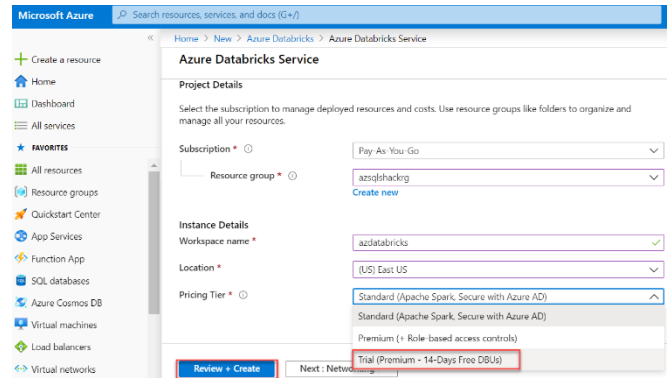 Microsoft Azure
Search resources, services, and docs (G+/)
«
Home > New > Azure Databricks > Azure Databricks Service
Azure Databricks Service
Create a resource
Home
Dashboard
All services
FAVORITES
All resources
Resource groups
Quickstart Center
App Services
Function App
SQL databases
Azure Cosmos DB
Virtual machines
Load balancers
Virtual networks
Project Details
Select the subscription to manage deployed resources and costs. Use resource groups like folders to organize and
manage all your resources.
Subscription * Pay-As-You-Go
Resource group * azsqlshackrg
Create new
Instance Details
Workspace name * azdatabricks
Location * (US) East US
Pricing Tier * Standard (Apache Spark, Secure with Azure AD)
Standard (Apache Spark, Secure with Azure AD)
Premium (+ Role-based access controls)
Trial (Premium - 14-Days Free DBUs)
Review + Create
Next : Networking